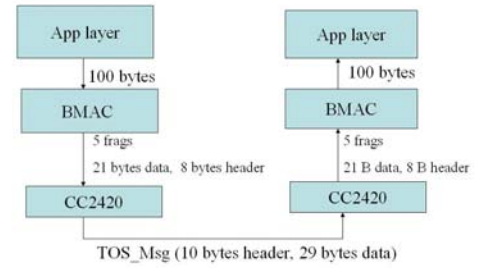 App layer
100 bytes
BMAC
5 frags
21 bytes data, 8 bytes header
CC2420
App layer
100 bytes
BMAC
5 frags
21 B data, 8 B header
CC2420
TOS_Msg (10 bytes header, 29 bytes data)